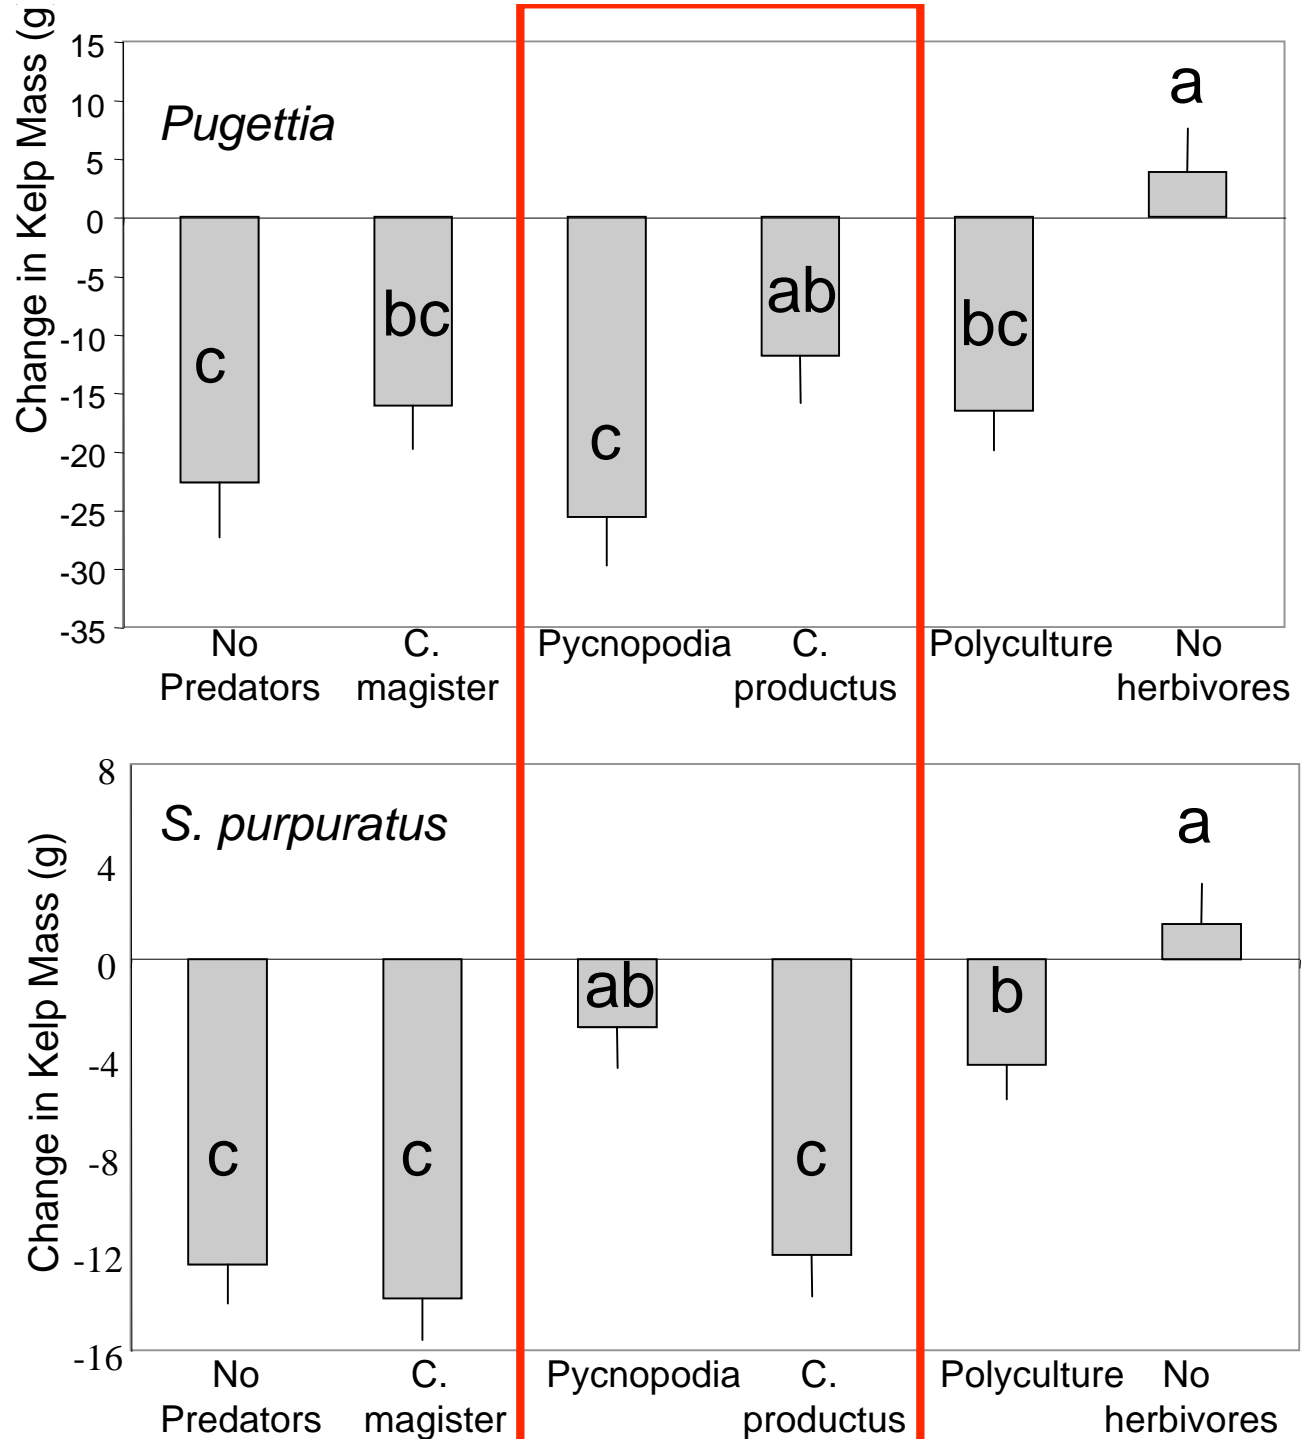 Change in Kelp Mass (g
15
10
5
0
-5
-10
-15
-20
-25
-30
-35
Pugettia
c
bc
c
ab
bc
a
No Predators
C. magister
Pycnopodia
C. productus
Polyculture
No herbivores
Change in Kelp Mass (g)
8
4
0
-4
-8
-12
-16
S. purpuratus
c
c
ab
c
b
a
No Predators
C. magister
Pycnopodia
C. productus
Polyculture
No herbivores